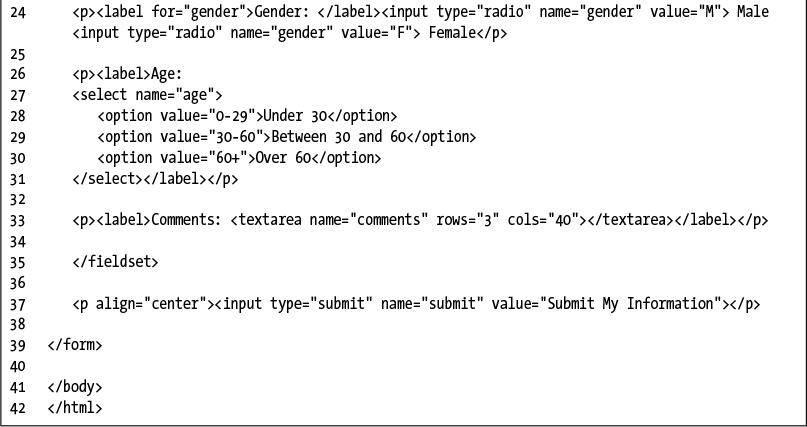 24 <p><label for="gender">Gender: </label><input type="radio" name="gender" value="M"> Male
<input type="radio" name="gender" value="F"> Female</p>
25
26 <p><label>Age:
27 <select name="age">
28 <option value="0-29">Under 30</option>
29 <option value="30-60">Between 30 and 60</option>
30 <option value="60+">Over 60</option>
31 </select></label></p>
32
33 <p><label>Comments: <textarea name="comments" rows="3" cols="40"></textarea></label></p>
34
35 </fieldset>
36
37 <p align="center"><input type="submit" name="submit" value="Submit My Information"></p>
38
39 </form>
40
41 </body>
42 </html>